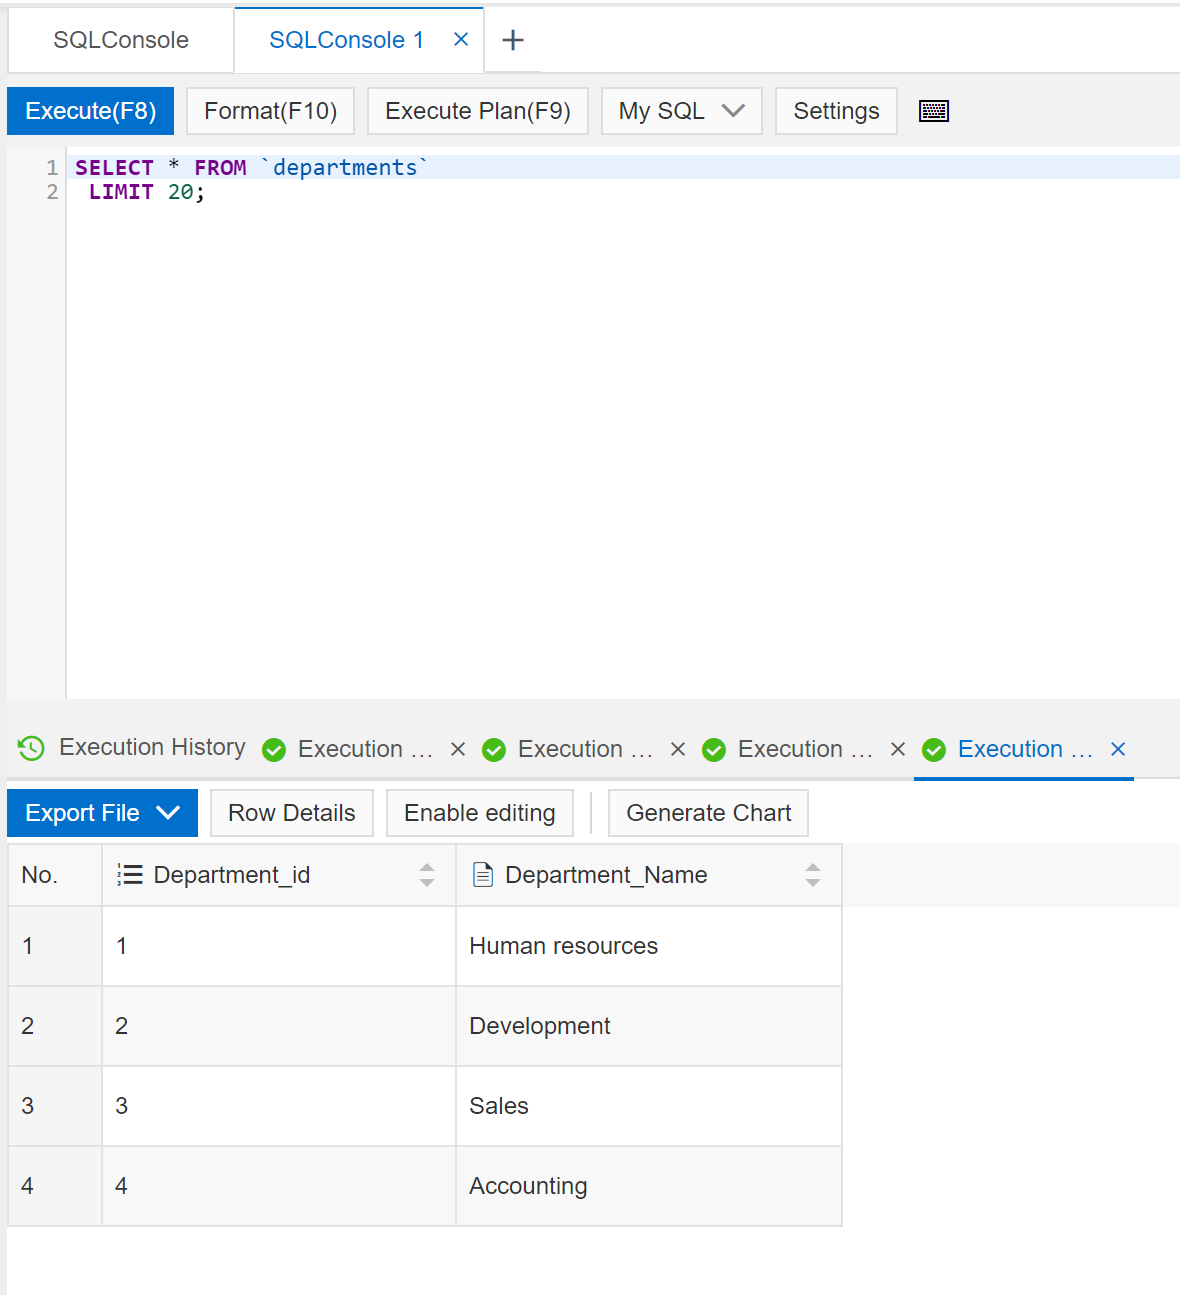 SQLConsole SQLConsole 1
Execute(F8) Format(F10) Execute Plan(F9) My SQL Settings
1 SELECT * FROM `departments`
2 LIMIT 20;
Execution History Execution ... Execution ... Execution ... Execution ...
Export File Row Details Enable editing Generate Chart
No. Department_id Department_Name
1 1 Human resources
2 2 Development
3 3 Sales
4 4 Accounting